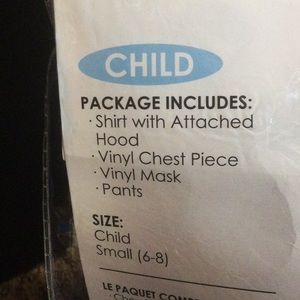 CHILD
PACKAGE INCLUDES:
· Shirt with Attached
Hood
· Vinyl Chest Piece
· Vinyl Mask
· Pants
SIZE:
Child
Small (6-8)
LE PAQUET COMP